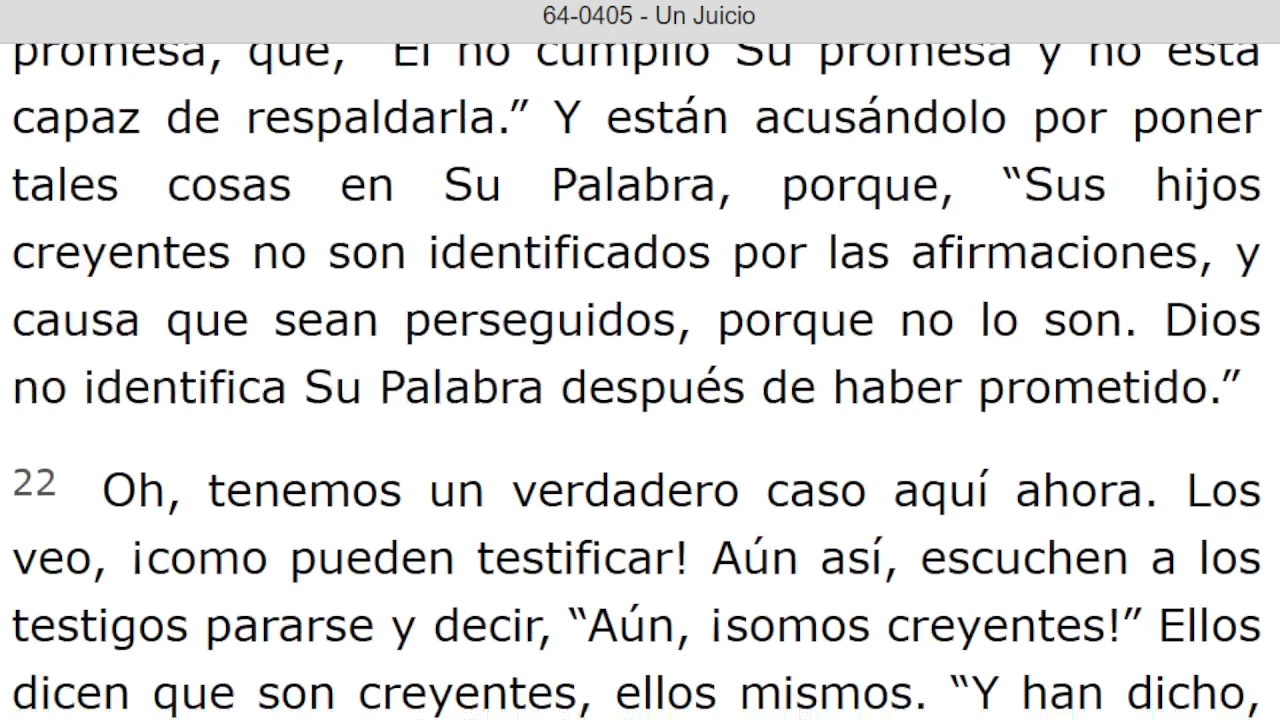 64-0405 - Un Juicio
promesa, que, “Él no cumplió Su promesa y no está
capaz de respaldarla.” Y están acusándolo por poner
tales cosas en Su Palabra, porque, “Sus hijos
creyentes no son identificados por las afirmaciones, y
causa que sean perseguidos, porque no lo son. Dios
no identifica Su Palabra después de haber prometido.”
22 Oh, tenemos un verdadero caso aquí ahora. Los
veo, ¡como pueden testificar! Aún así, escuchen a los
testigos pararse y decir, “Aún, ¡somos creyentes!” Ellos
dicen que son creyentes, ellos mismos. “Y han dicho,